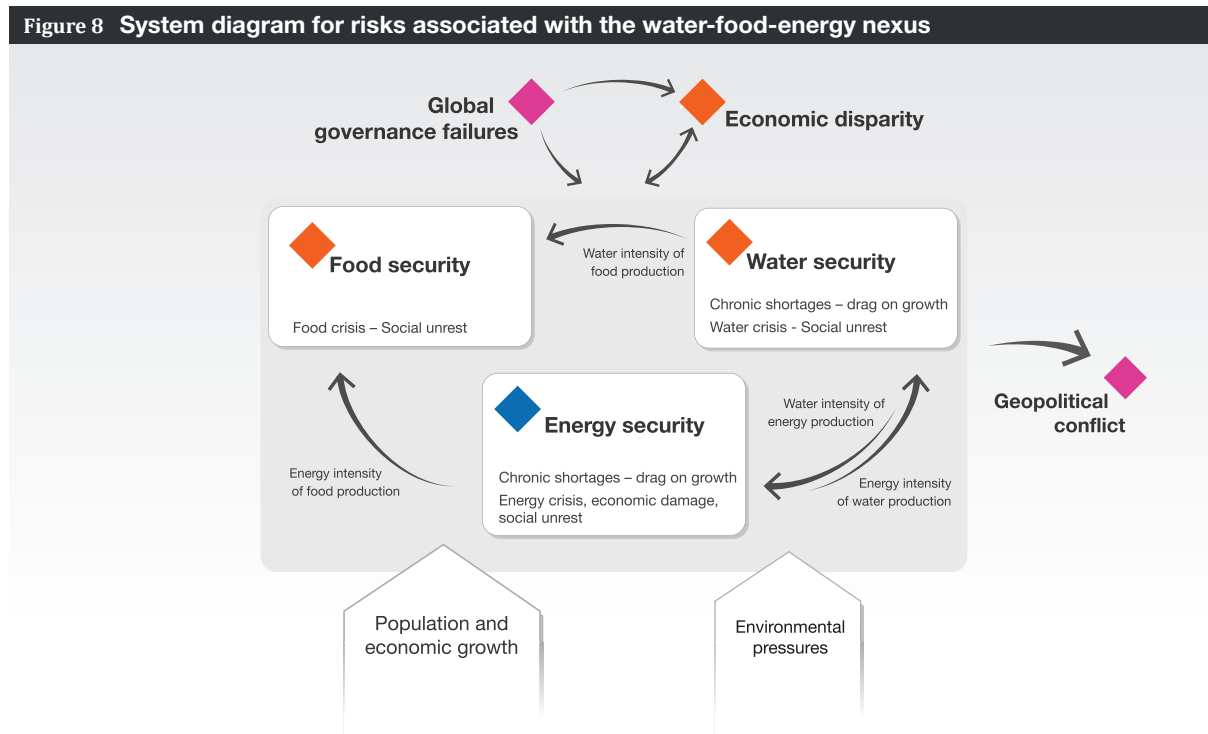 Figure 8 System diagram for risks associated with the water-food-energy nexus
Global
governance failures
Economic disparity
Food security
Food crisis – Social unrest
Water intensity of
food production
Water security
Chronic shortages – drag on growth
Water crisis - Social unrest
Geopolitical
conflict
Energy security
Chronic shortages – drag on growth
Energy crisis, economic damage,
social unrest
Water intensity of
energy production
Energy intensity
of food production
Energy intensity
of water production
Population and
economic growth
Environmental
pressures